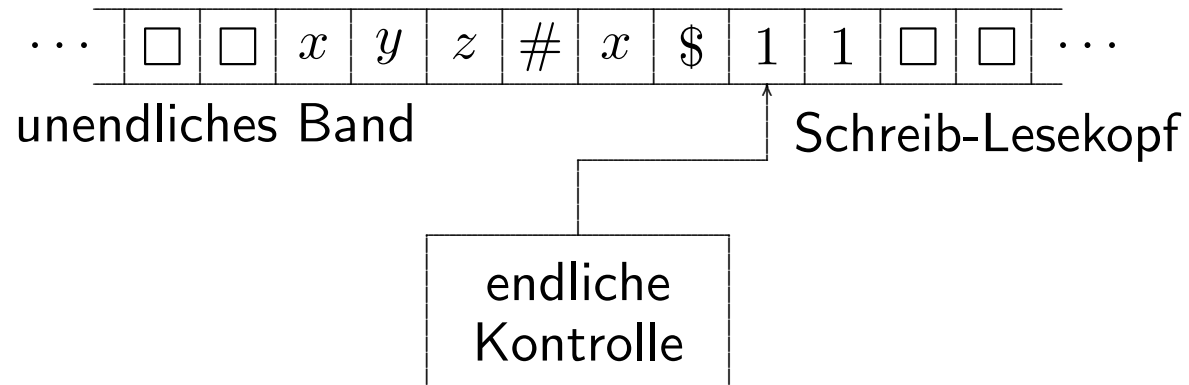 ··· □ □ x y z # x $ 1 1 □ □ ···
unendliches Band
Schreib-Lesekopf
endliche
Kontrolle